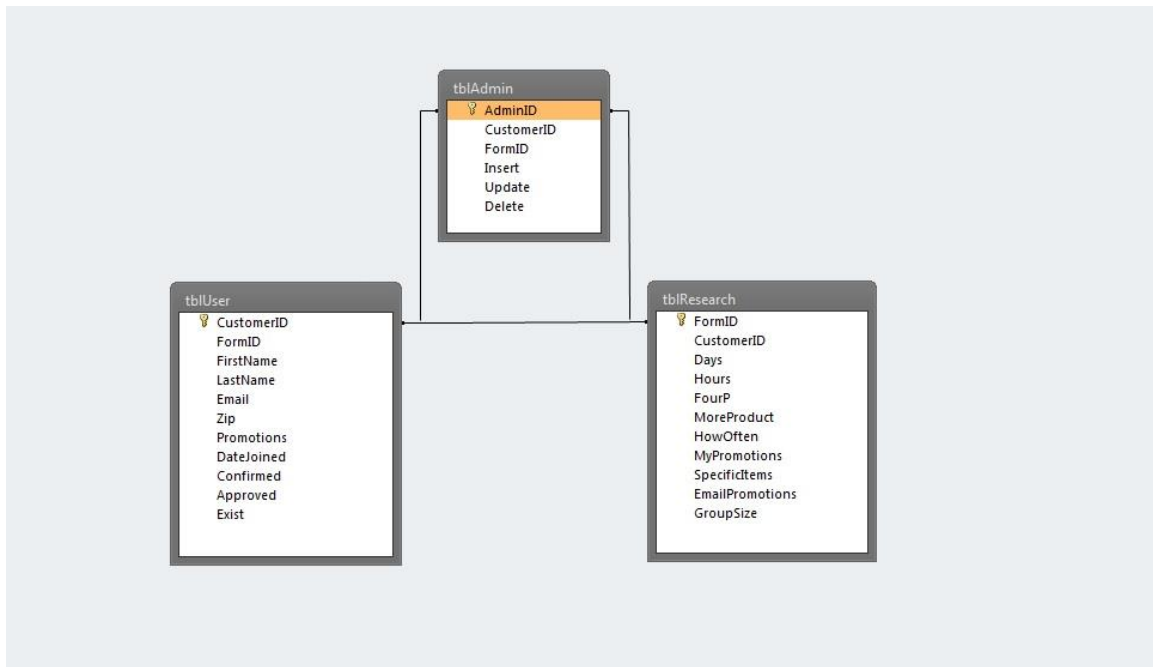 tblAdmin
AdminID
CustomerID
FormID
Insert
Update
Delete
tblUser
CustomerID
FormID
FirstName
LastName
Email
Zip
Promotions
DateJoined
Confirmed
Approved
Exist
tblResearch
FormID
CustomerID
Days
Hours
FourP
MoreProduct
HowOften
MyPromotions
SpecificItems
EmailPromotions
GroupSize